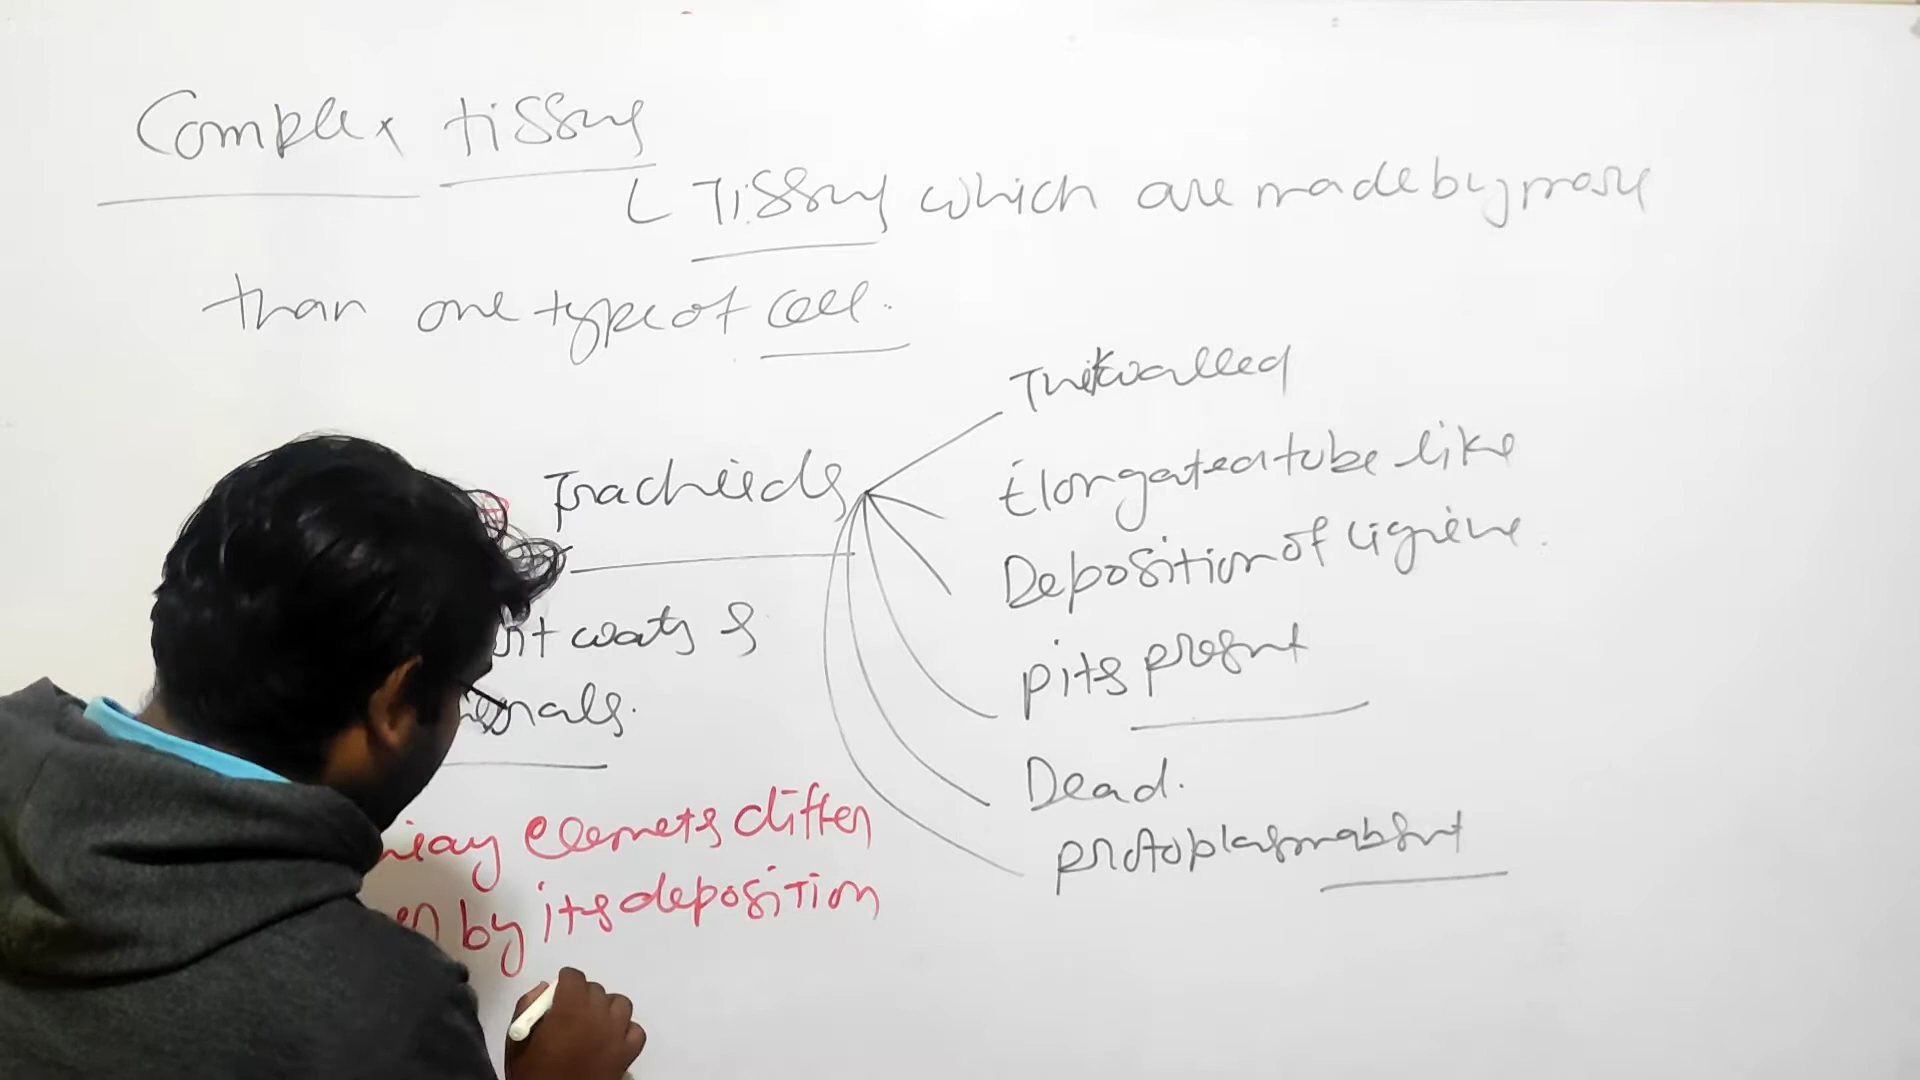 Complex tissue
Tissue which are made by more
than one type of cell.
Thickwalled
Tracheids
Elongated tube like
Deposition of
pits present
Dead.
protoplasm absent
elements differ
by its deposition